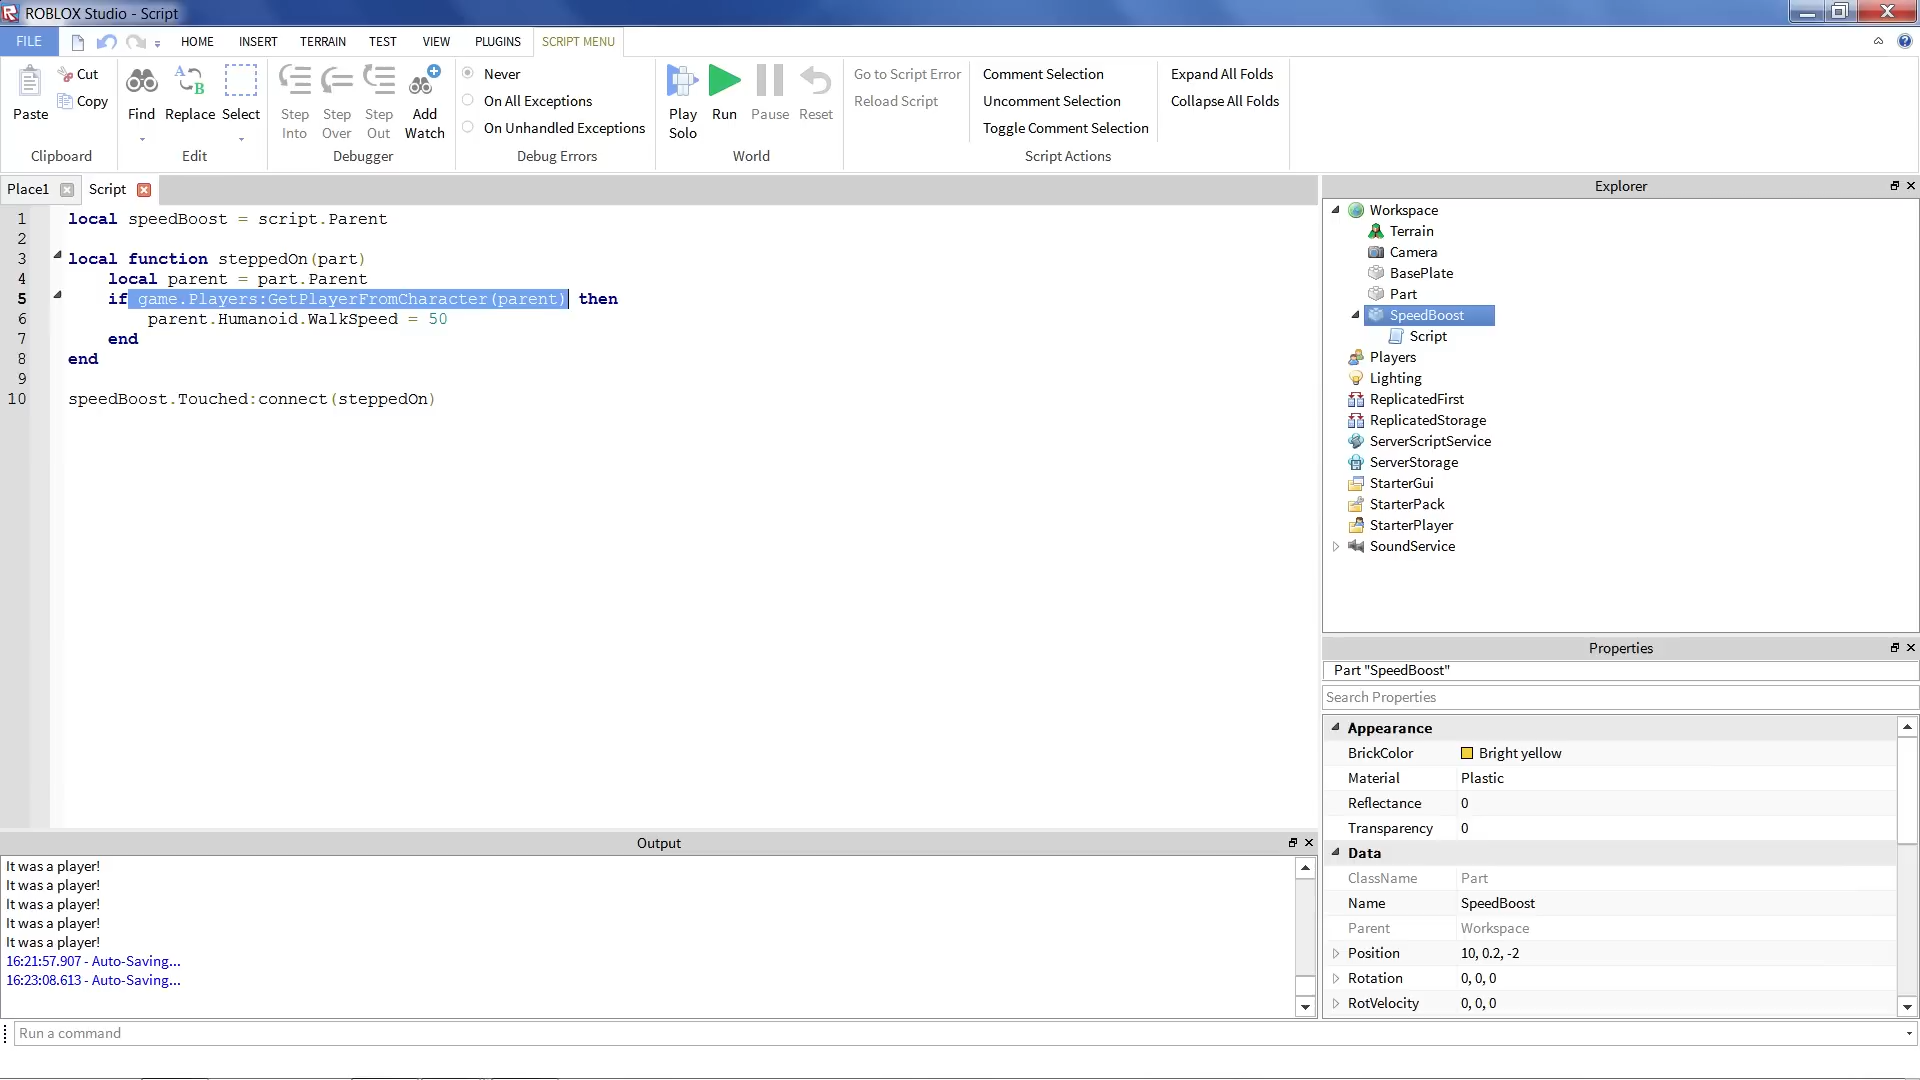 ROBLOX Studio - Script
FILE HOME INSERT TERRAIN TEST VIEW PLUGINS SCRIPT MENU
Paste
Cut
Copy
Clipboard
Find
Replace
Select
Edit
Step Into
Step Over
Step Out
Add Watch
Debugger
Never
On All Exceptions
On Unhandled Exceptions
Debug Errors
Play Solo
Run
Pause
Reset
World
Go to Script Error
Reload Script
Comment Selection
Uncomment Selection
Toggle Comment Selection
Script Actions
Expand All Folds
Collapse All Folds
Place1
Script
1 local speedBoost = script.Parent
2
3 local function steppedOn(part)
4 local parent = part.Parent
5 if game.Players:GetPlayerFromCharacter(parent) then
6 parent.Humanoid.WalkSpeed = 50
7 end
8 end
9
10 speedBoost.Touched:connect(steppedOn)
Output
It was a player!
It was a player!
It was a player!
It was a player!
It was a player!
16:21:57.907 - Auto-Saving...
16:23:08.613 - Auto-Saving...
Run a command
Explorer
Workspace
Terrain
Camera
BasePlate
Part
SpeedBoost
Script
Players
Lighting
ReplicatedFirst
ReplicatedStorage
ServerScriptService
ServerStorage
StarterGui
StarterPack
StarterPlayer
SoundService
Properties
Part "SpeedBoost"
Search Properties
Appearance
BrickColor Bright yellow
Material Plastic
Reflectance 0
Transparency 0
Data
ClassName Part
Name SpeedBoost
Parent Workspace
Position 10, 0.2, -2
Rotation 0, 0, 0
RotVelocity 0, 0, 0